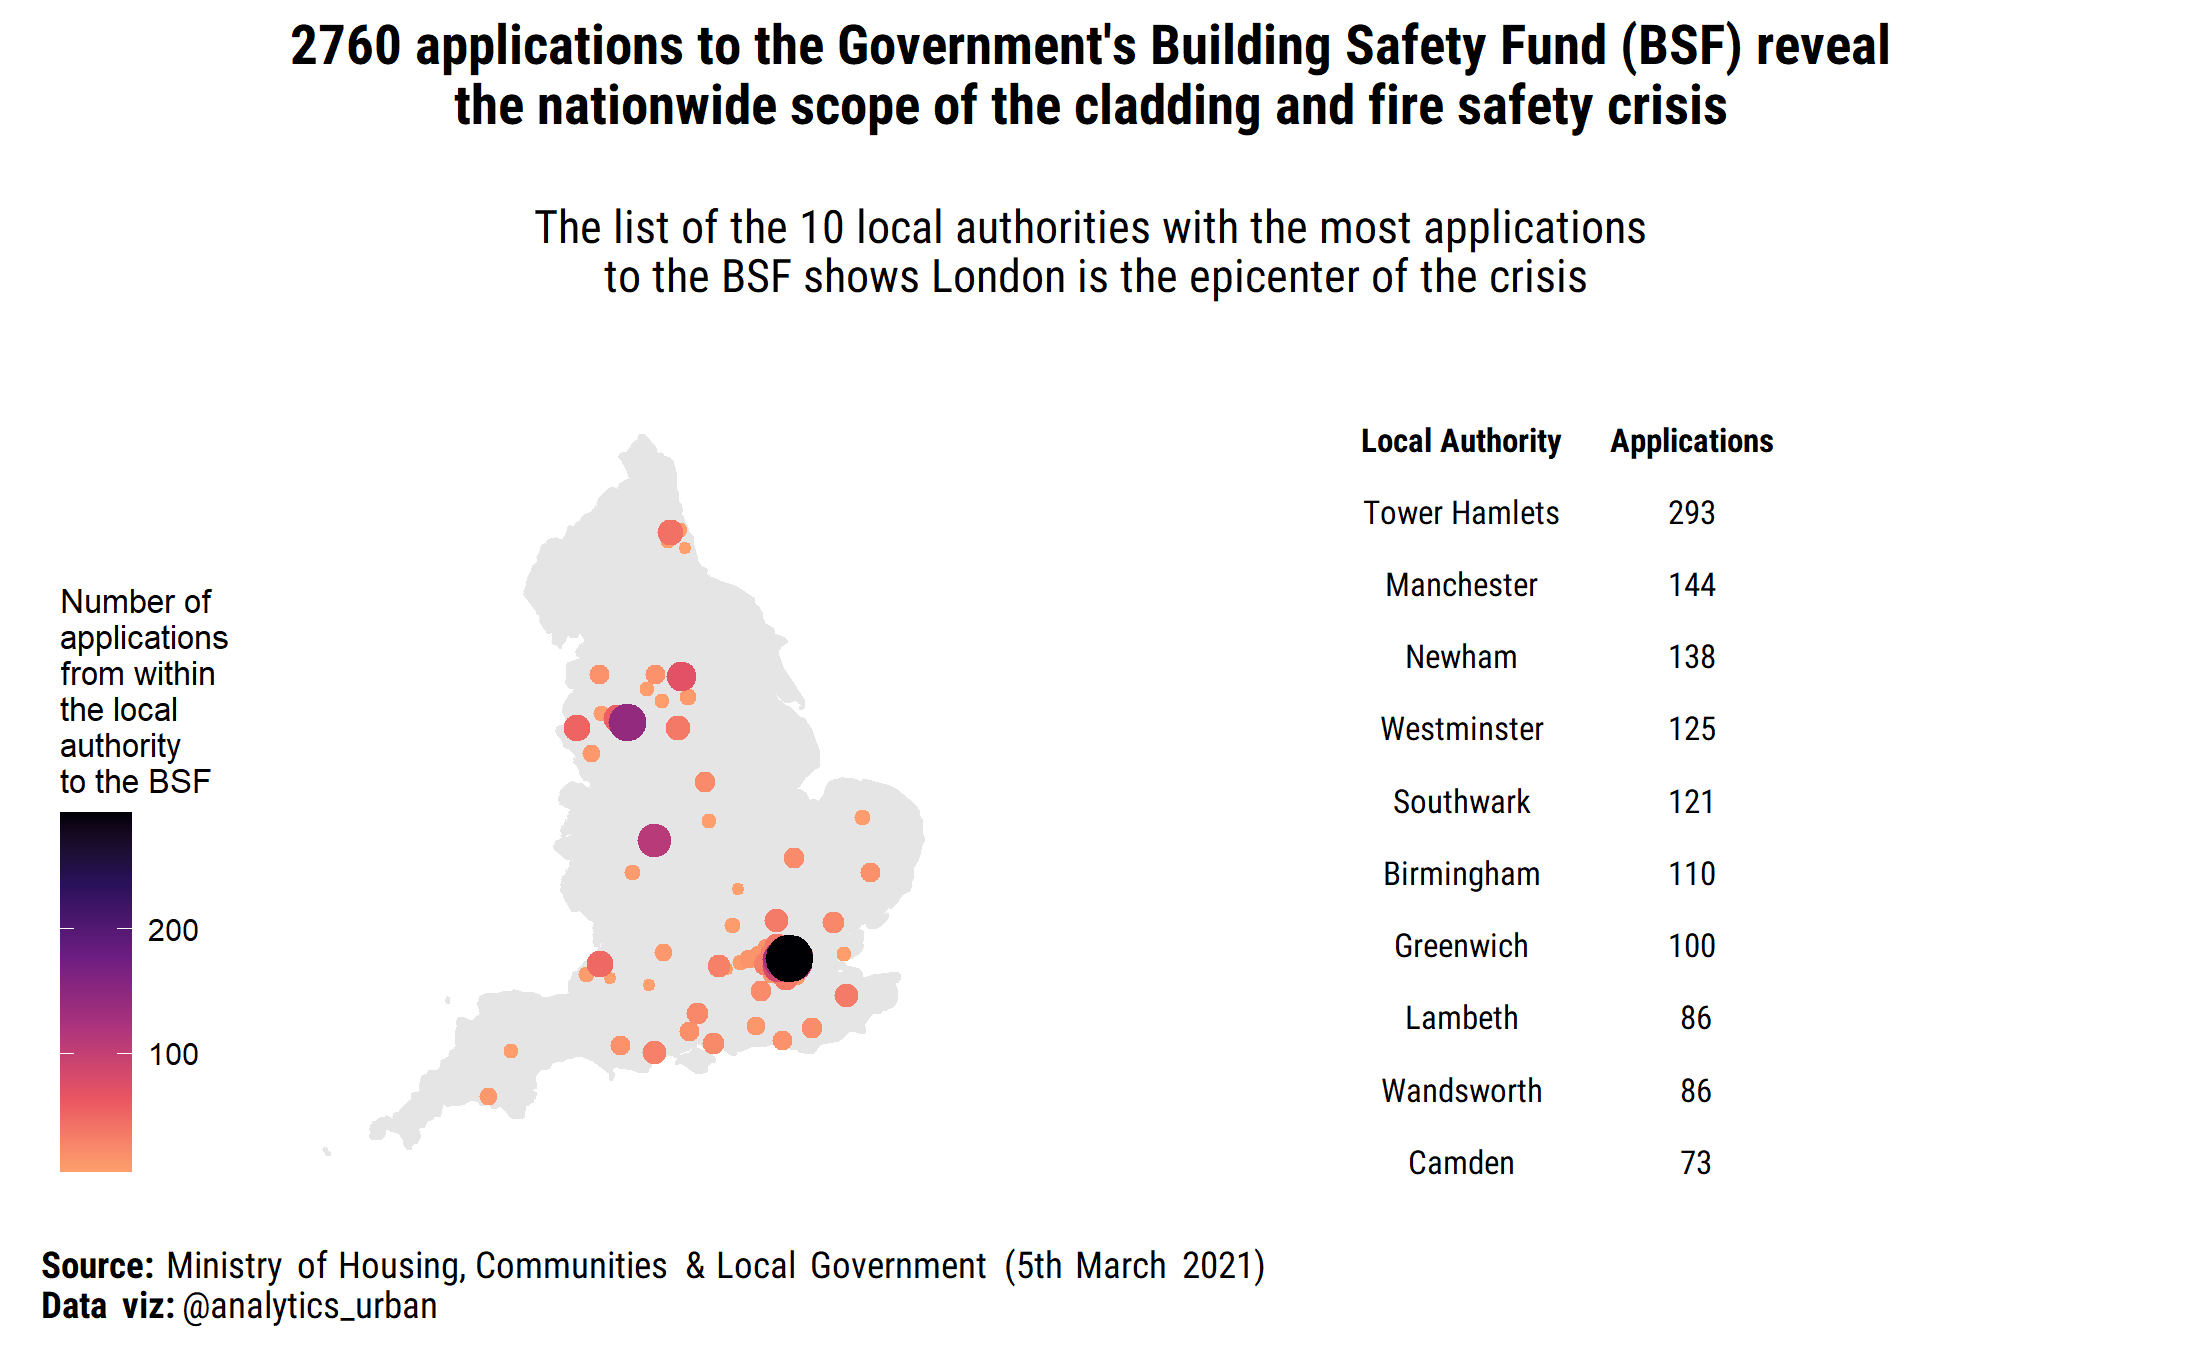 2760 applications to the Government's Building Safety Fund (BSF) reveal
the nationwide scope of the cladding and fire safety crisis
The list of the 10 local authorities with the most applications
to the BSF shows London is the epicenter of the crisis
Number of
applications
from within
the local
authority
to the BSF
200
100
Local Authority Applications
Tower Hamlets 293
Manchester 144
Newham 138
Westminster 125
Southwark 121
Birmingham 110
Greenwich 100
Lambeth 86
Wandsworth 86
Camden 73
Source: Ministry of Housing, Communities & Local Government (5th March 2021)
Data viz: @analytics_urban